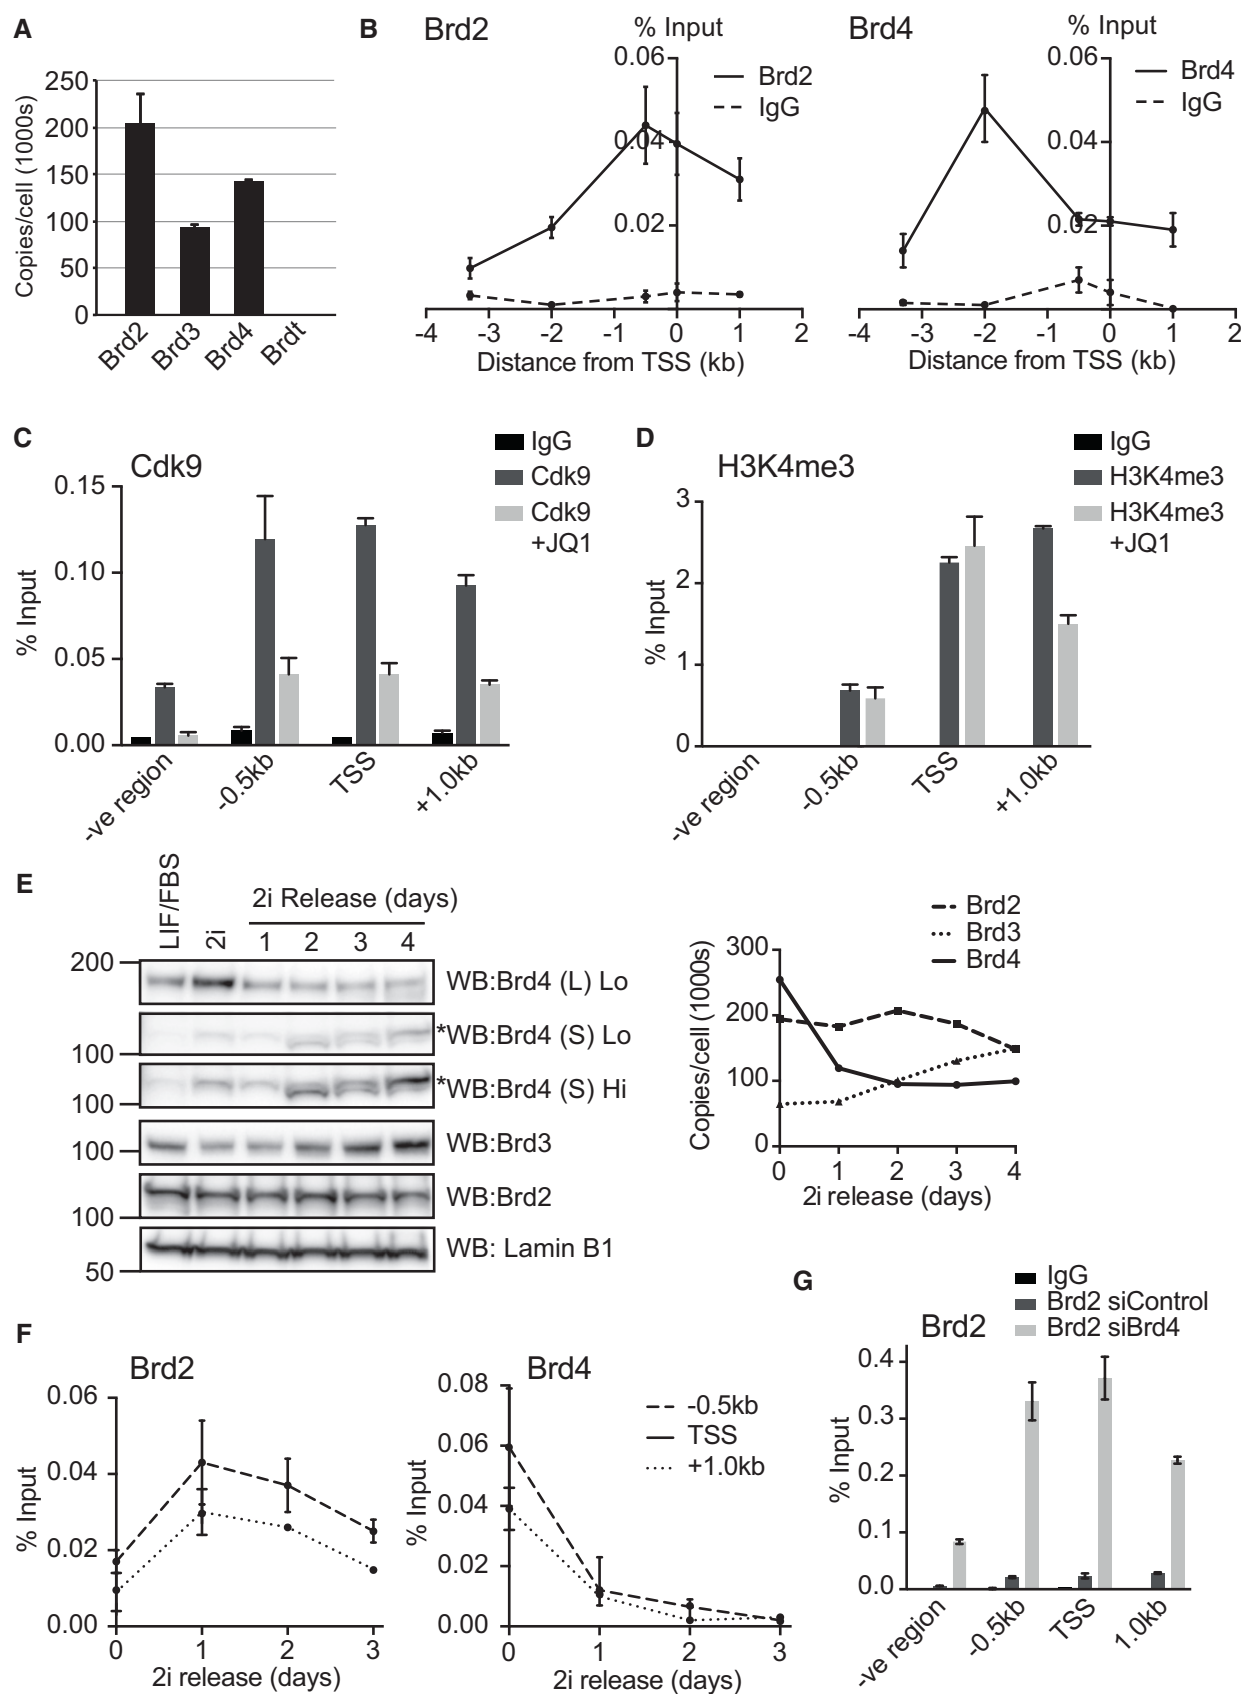 A
250
200
150
100
50
0
Copies/cell (1000s)
Brd2
Brd3
Brd4
Brdt
B
Brd2
% Input
0.06
0.04
0.02
Brd2
IgG
-4 -3 -2 -1 0 1 2
Distance from TSS (kb)
Brd4
% Input
0.06
0.04
0.02
Brd4
IgG
-4 -3 -2 -1 0 1 2
Distance from TSS (kb)
C
Cdk9
IgG
Cdk9
Cdk9
+JQ1
0.15
0.10
0.05
0.00
% Input
-ve region
-0.5kb
TSS
+1.0kb
D
H3K4me3
IgG
H3K4me3
H3K4me3
+JQ1
3
2
1
0
% Input
-ve region
-0.5kb
TSS
+1.0kb
E
LIF/FBS
2i
2i Release (days)
1 2 3 4
200
WB:Brd4 (L) Lo
*WB:Brd4 (S) Lo
100
*WB:Brd4 (S) Hi
100
WB:Brd3
100
WB:Brd2
100
WB: Lamin B1
50
Brd2
Brd3
Brd4
300
200
100
0
Copies/cell (1000s)
0 1 2 3 4
2i release (days)
F
Brd2
0.06
0.04
0.02
0.00
% Input
0 1 2 3
2i release (days)
Brd4
0.08
0.06
0.04
0.02
0.00
% Input
-0.5kb
TSS
+1.0kb
0 1 2 3
2i release (days)
G
Brd2
IgG
Brd2 siControl
Brd2 siBrd4
0.4
0.3
0.2
0.1
0.0
% Input
-ve region
-0.5kb
TSS
1.0kb